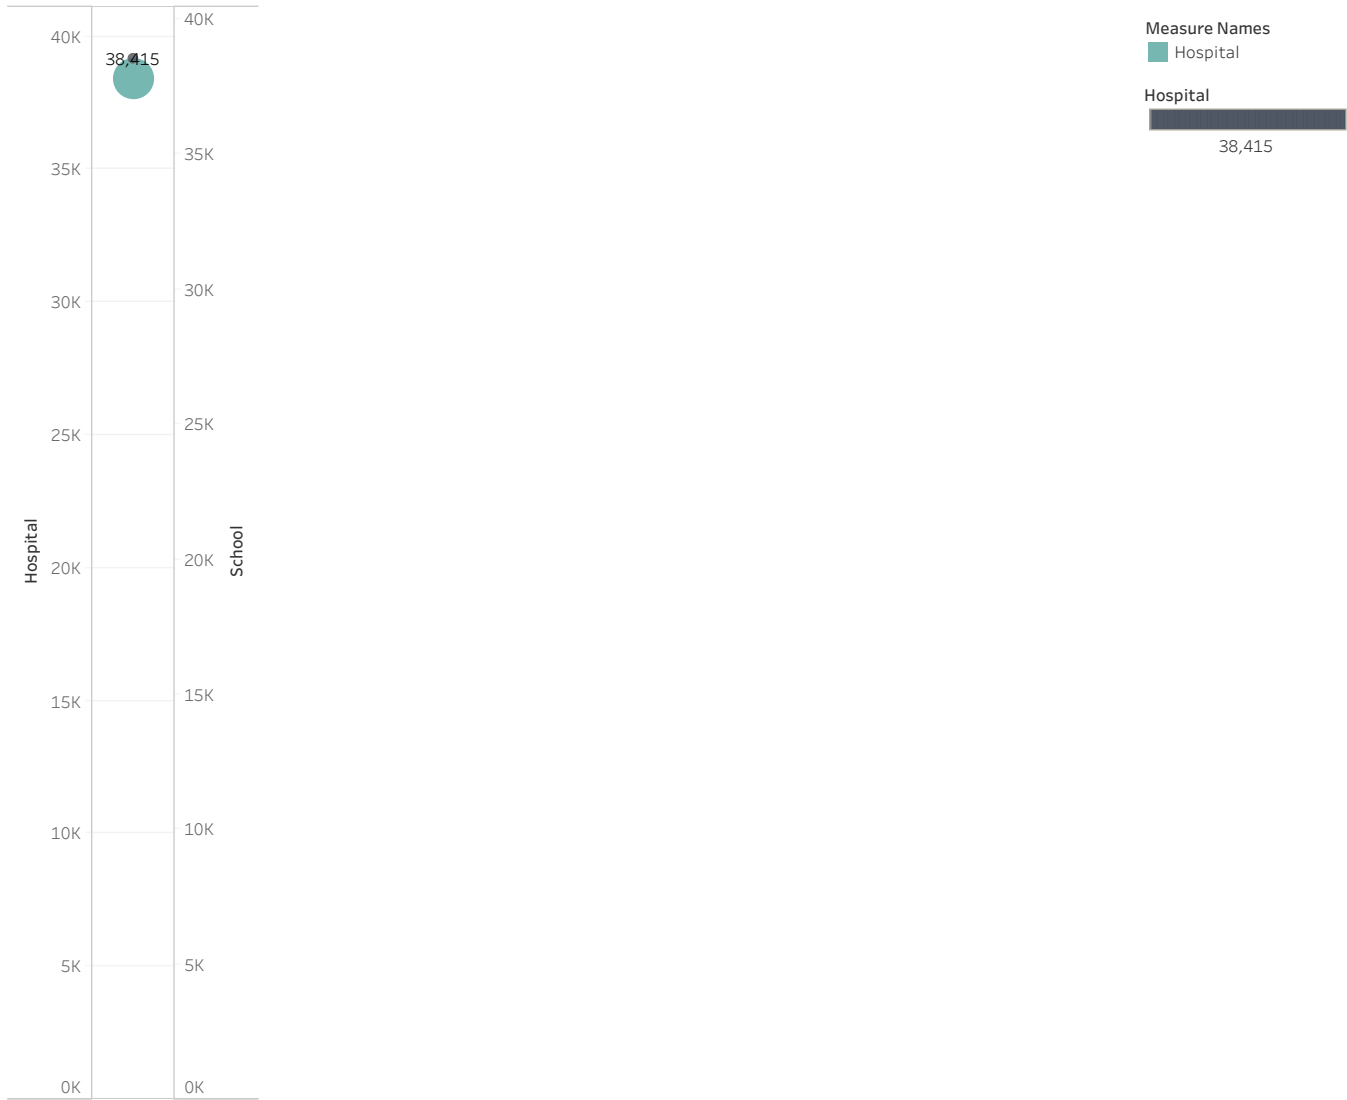 40K
35K
30K
25K
20K
15K
10K
5K
0K
Hospital
38,415
40K
35K
30K
25K
20K
15K
10K
5K
0K
School
Measure Names
Hospital
Hospital
38,415